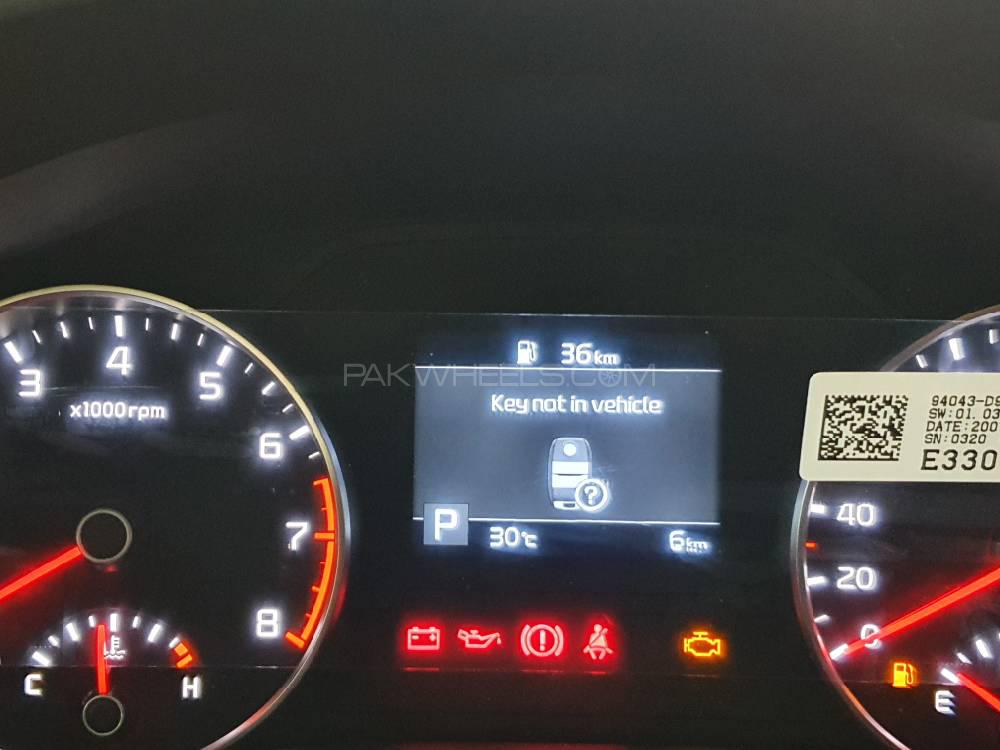 36km
PAKWHEELS.COM
Key not in vehicle
P
30°C
6km
3
4
5
6
7
8
x1000rpm
C
H
94043-D9
SW:01.03
DATE:200
SN:0320
E330
40
20
0
E